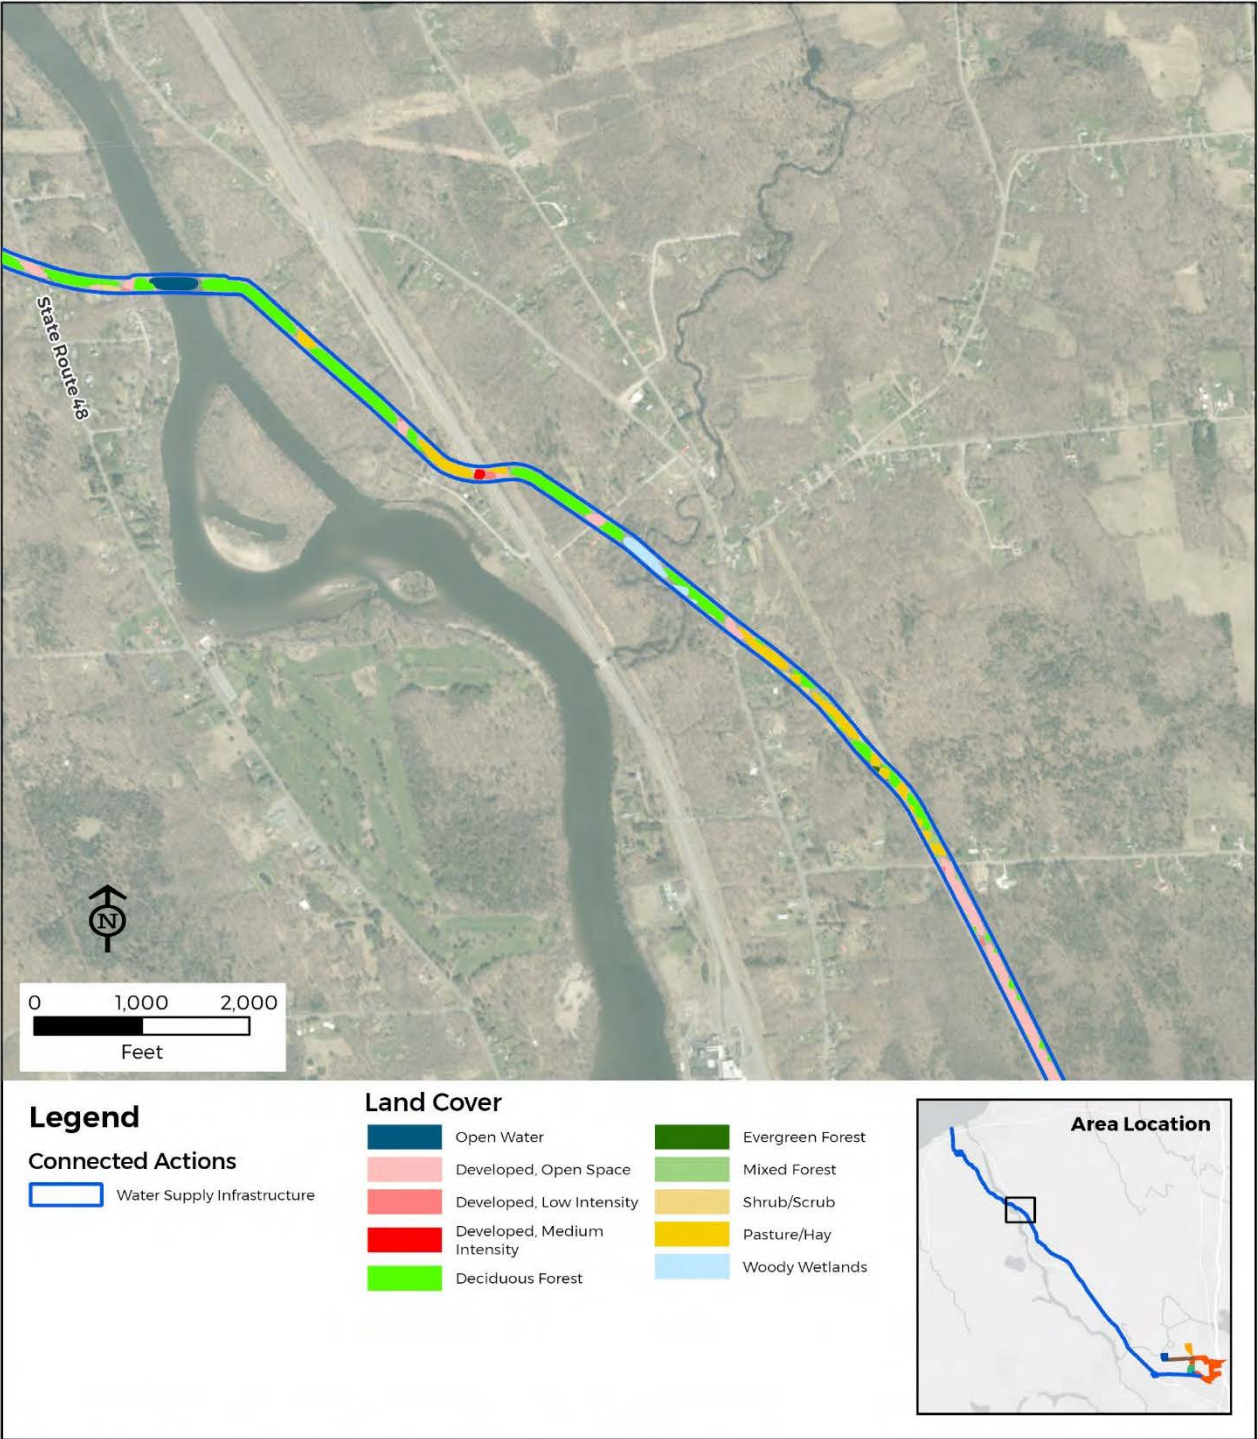 State Route 48
N
0 1,000 2,000
Feet
Legend
Connected Actions
Water Supply Infrastructure
Land Cover
Open Water
Developed, Open Space
Developed, Low Intensity
Developed, Medium
Intensity
Deciduous Forest
Evergreen Forest
Mixed Forest
Shrub/Scrub
Pasture/Hay
Woody Wetlands
Area Location